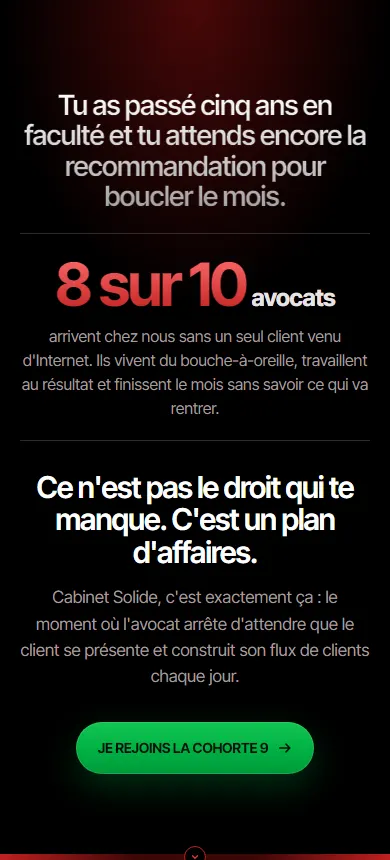 Tu as passé cinq ans en
faculté et tu attends encore la
recommandation pour
boucler le mois.
8 sur 10 avocats
arrivent chez nous sans un seul client venu
d'Internet. Ils vivent du bouche-à-oreille, travaillent
au résultat et finissent le mois sans savoir ce qui va
rentrer.
Ce n'est pas le droit qui te
manque. C'est un plan
d'affaires.
Cabinet Solide, c'est exactement ça : le
moment où l'avocat arrête d'attendre que le
client se présente et construit son flux de clients
chaque jour.
JE REJOINS LA COHORTE 9 →